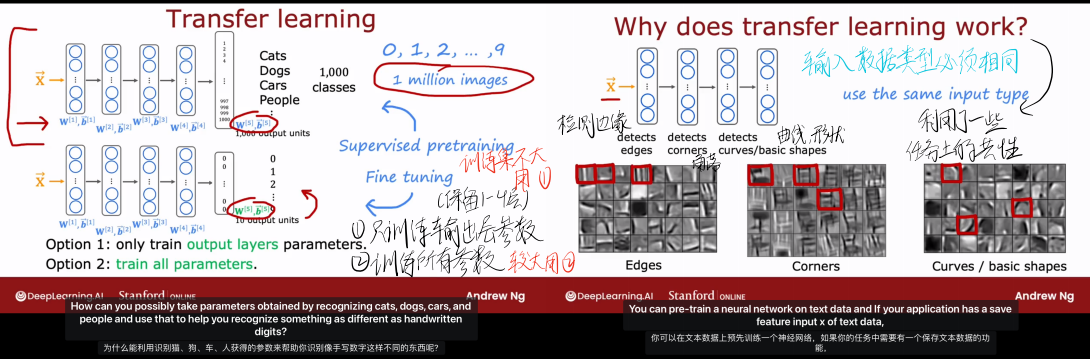 Transfer learning
1
2
3
4
997
998
999
1000
Cats
Dogs
Cars
People
1,000
classes
0, 1, 2, ... ,9
1 million images
x⃗
W[1], b⃗[1]
W[2], b⃗[2]
W[3], b⃗[3]
W[4], b⃗[4]
W[5], b⃗[5]
1,000 output units
Supervised pretraining
训练集不大
用①
Fine tuning
(保留1-4层)
x⃗
0
0
0
0
1
2
9
W[1], b⃗[1]
W[2], b⃗[2]
W[3], b⃗[3]
W[4], b⃗[4]
W[5], b⃗[5]
10 output units
①只训练输出层参数
②训练所有参数 较大用②
Option 1: only train output layers parameters.
Option 2: train all parameters.
DeepLearning.AI Stanford ONLINE Andrew Ng
How can you possibly take parameters obtained by recognizing cats, dogs, cars, and
people and use that to help you recognize something as different as handwritten
digits?
为什么能利用识别猫、狗、车、人获得的参数来帮助你识别像手写数字这样不同的东西呢?
Why does transfer learning work?
x⃗
输入数据类型必须相同
use the same input type
检测边缘
detects
edges
detects
corners
角落
detects
curves/basic shapes
曲线,形状
利用了一些
任务上的共性
Edges
Corners
Curves / basic shapes
DeepLearning.AI Stanford ONLINE Andrew Ng
You can pre-train a neural network on text data and If your application has a save
feature input x of text data,
你可以在文本数据上预先训练一个神经网络，如果你的任务中需要有一个保存文本数据的功
能,